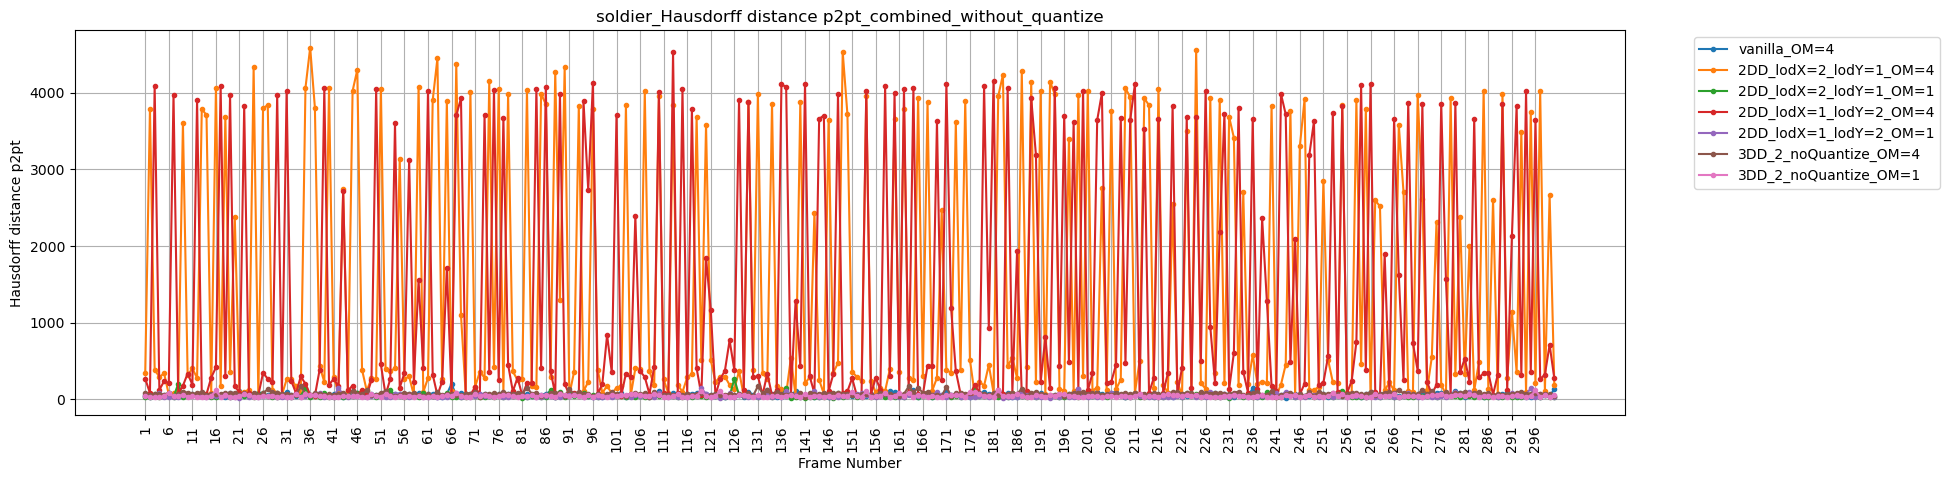 soldier_Hausdorff distance p2pt_combined_without_quantize
Hausdorff distance p2pt
4000
3000
2000
1000
0
1 6 11 16 21 26 31 36 41 46 51 56 61 66 71 76 81 86 91 96 101 106 111 116 121 126 131 136 141 146 151 156 161 166 171 176 181 186 191 196 201 206 211 216 221 226 231 236 241 246 251 256 261 266 271 276 281 286 291 296
Frame Number
vanilla_OM=4
2DD_lodX=2_lodY=1_OM=4
2DD_lodX=2_lodY=1_OM=1
2DD_lodX=1_lodY=2_OM=4
2DD_lodX=1_lodY=2_OM=1
3DD_2_noQuantize_OM=4
3DD_2_noQuantize_OM=1